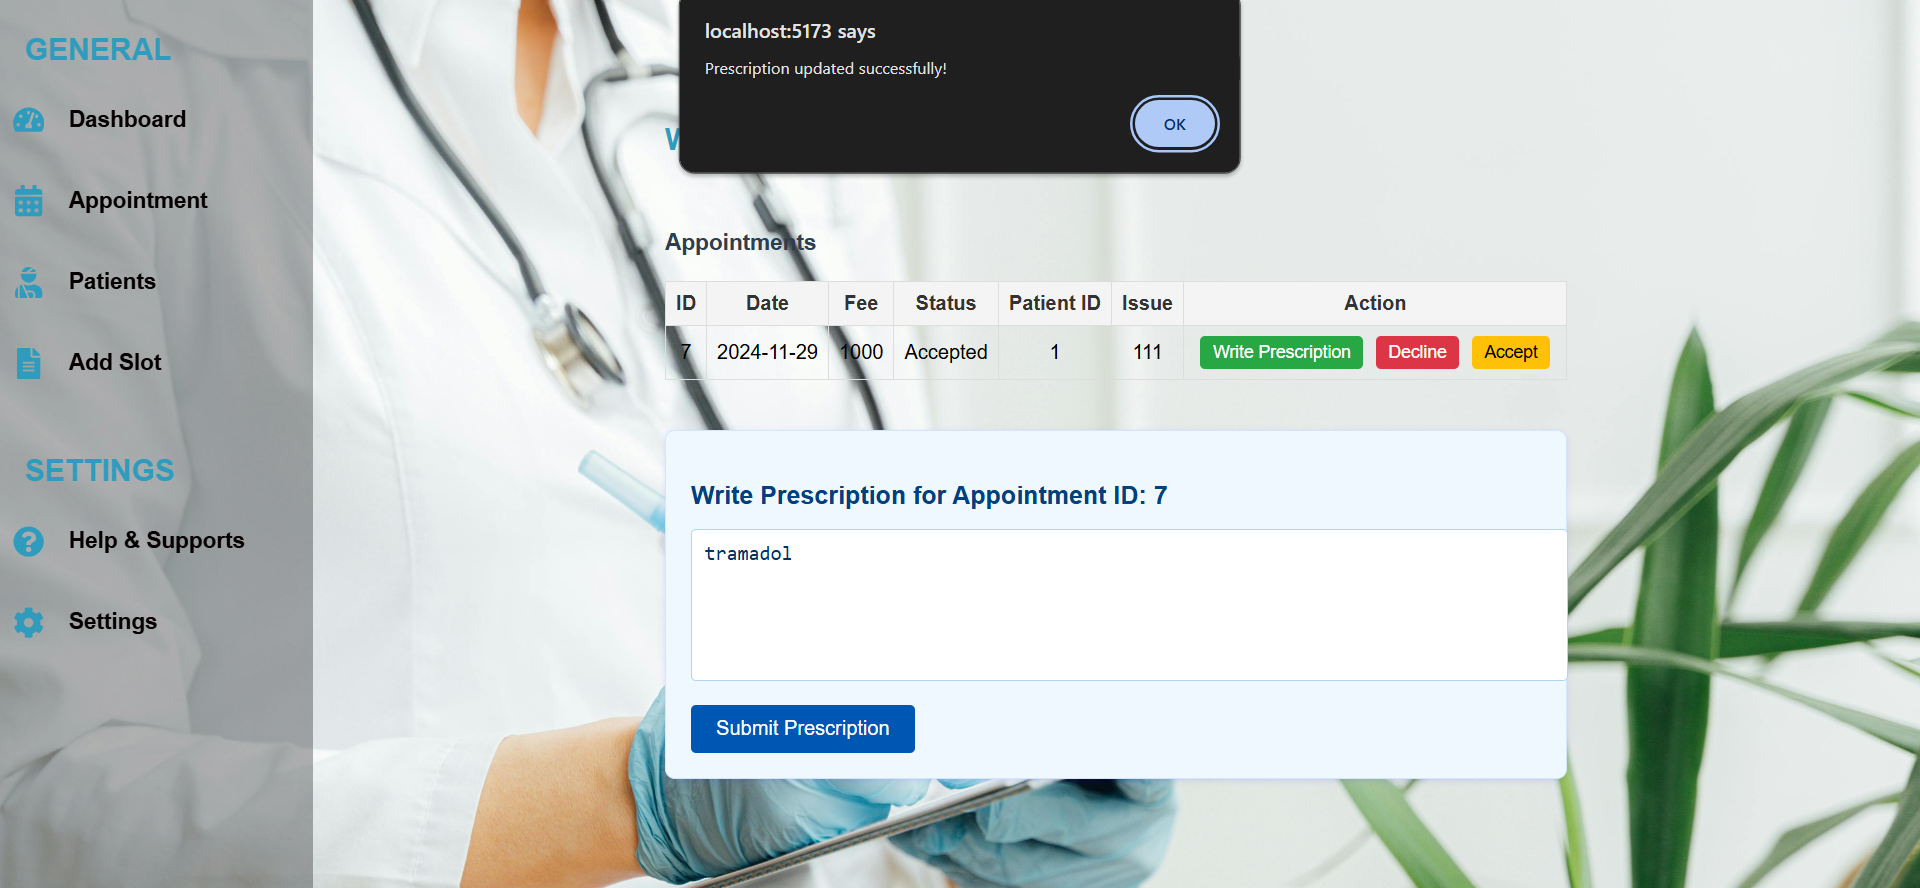 localhost:5173 says
Prescription updated successfully!
OK
GENERAL
Dashboard
Appointment
Patients
Add Slot
SETTINGS
Help & Supports
Settings
Appointments
ID Date Fee Status Patient ID Issue Action
7 2024-11-29 1000 Accepted 1 111 Write Prescription Decline Accept
Write Prescription for Appointment ID: 7
tramadol
Submit Prescription